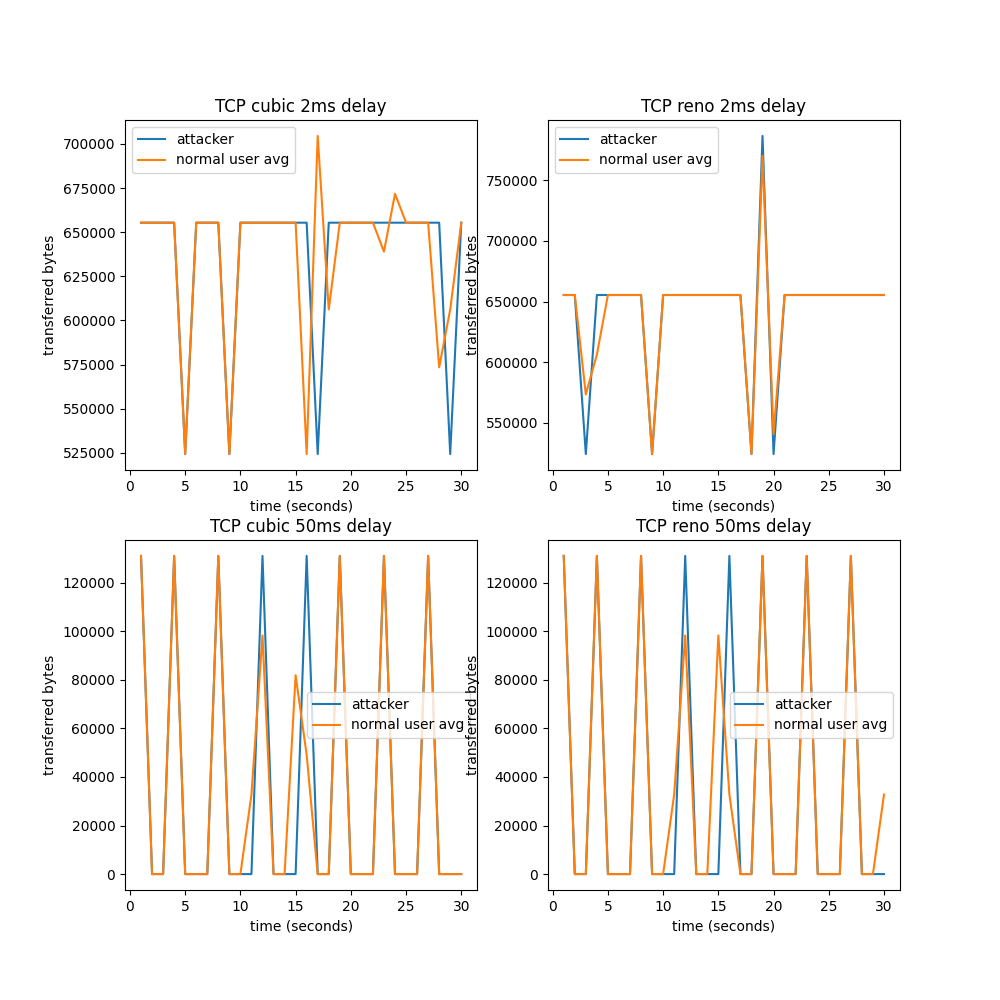 TCP cubic 2ms delay
attacker
normal user avg
700000
675000
650000
625000
600000
575000
550000
525000
transferred bytes
0 5 10 15 20 25 30
time (seconds)
TCP reno 2ms delay
attacker
normal user avg
750000
700000
650000
600000
550000
transferred bytes
0 5 10 15 20 25 30
time (seconds)
TCP cubic 50ms delay
120000
100000
80000
60000
40000
20000
0
transferred bytes
attacker
normal user avg
0 5 10 15 20 25 30
time (seconds)
TCP reno 50ms delay
120000
100000
80000
60000
40000
20000
0
transferred bytes
attacker
normal user avg
0 5 10 15 20 25 30
time (seconds)